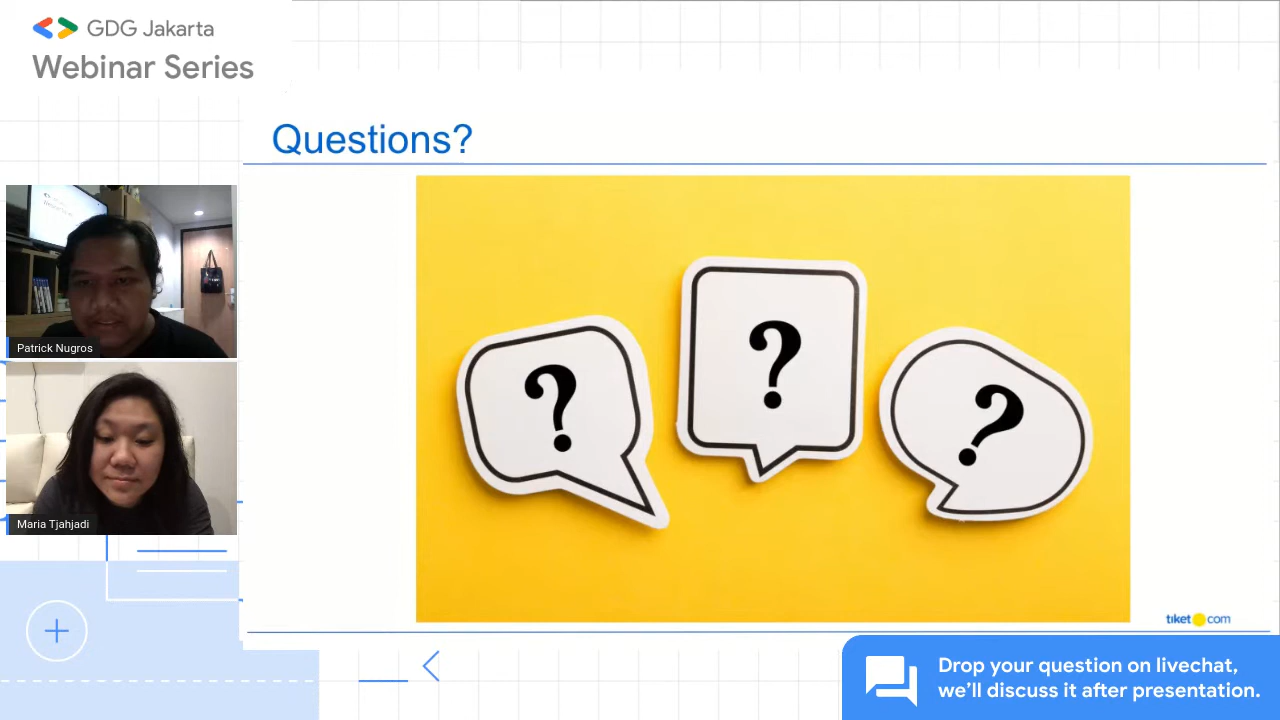 GDG Jakarta
Webinar Series
Questions?
?
?
?
Patrick Nugros
Maria Tjahjadi
tiket com
Drop your question on livechat,
we'll discuss it after presentation.